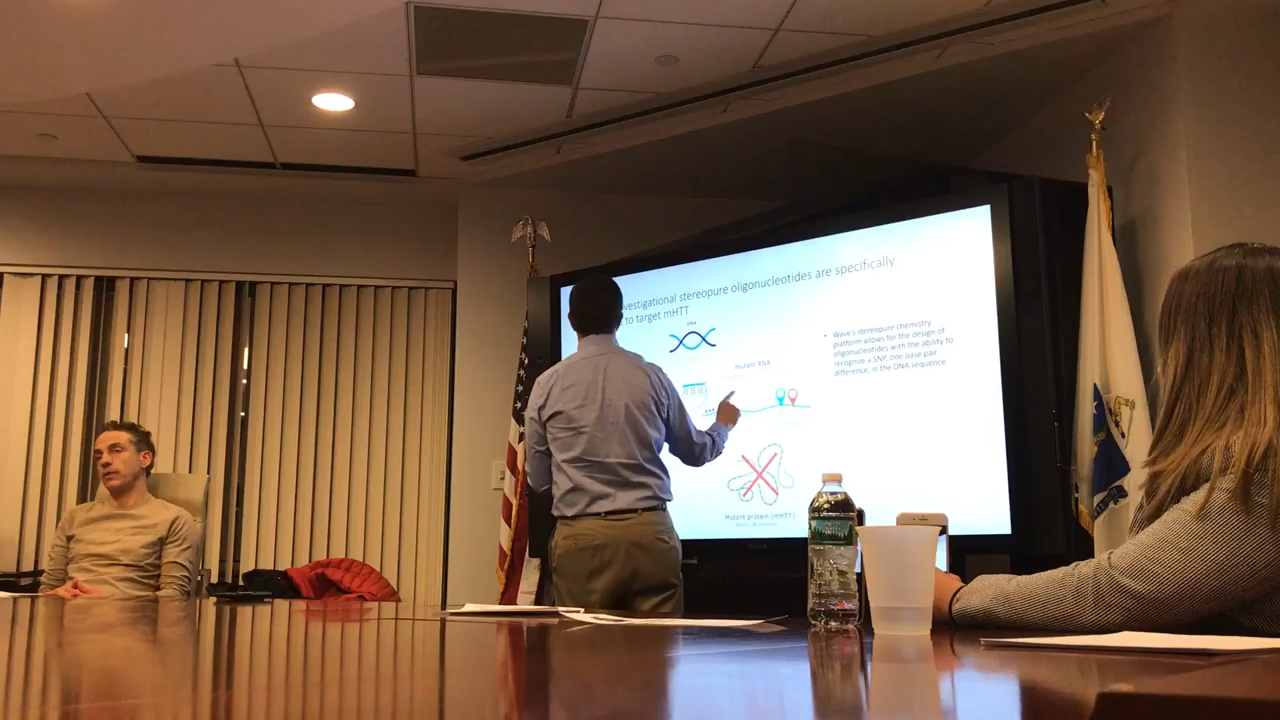 vestigational stereopure oligonucleotides are specifically
to target mHTT
DNA
mutant RNA
Mutant protein (mHTT)
• Wave's stereopure chemistry
platform allows for the design of
oligonucleotides with the ability to
recognize a SNP, one base pair
difference, in the DNA sequence